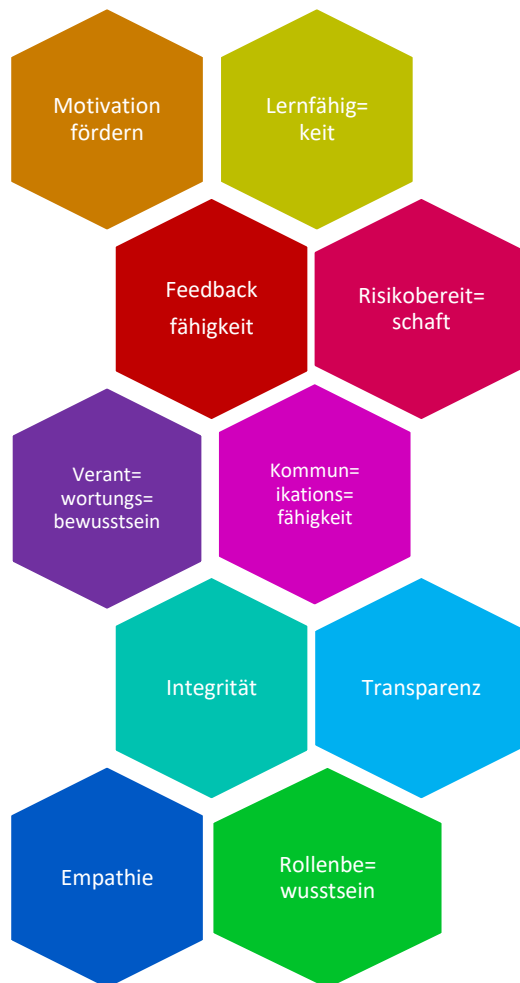 Motivation
fördern
Lernfähig=
keit
Feedback
fähigkeit
Risikobereit=
schaft
Verant=
wortungs=
bewusstsein
Kommun=
ikations=
fähigkeit
Integrität
Transparenz
Empathie
Rollenbe=
wusstsein